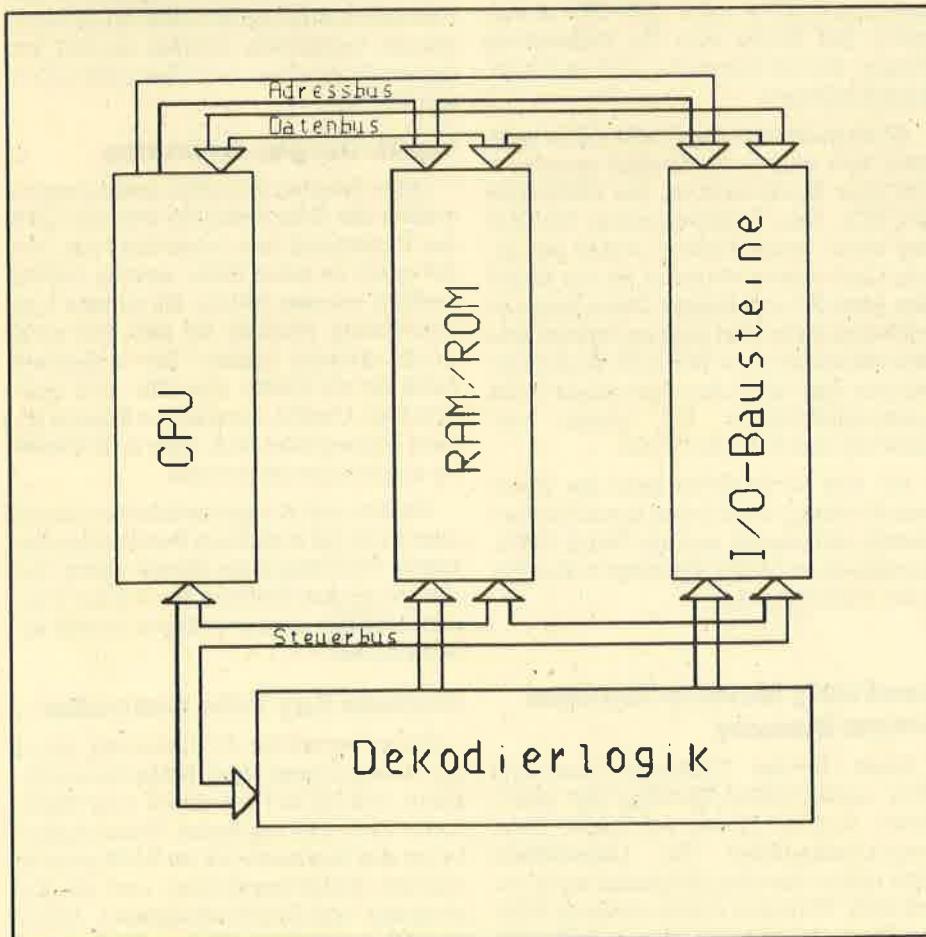 Adressbus
Datenbus
CPU
RAM/ROM
I/O-Bausteine
Steuerbus
Dekodierlogik